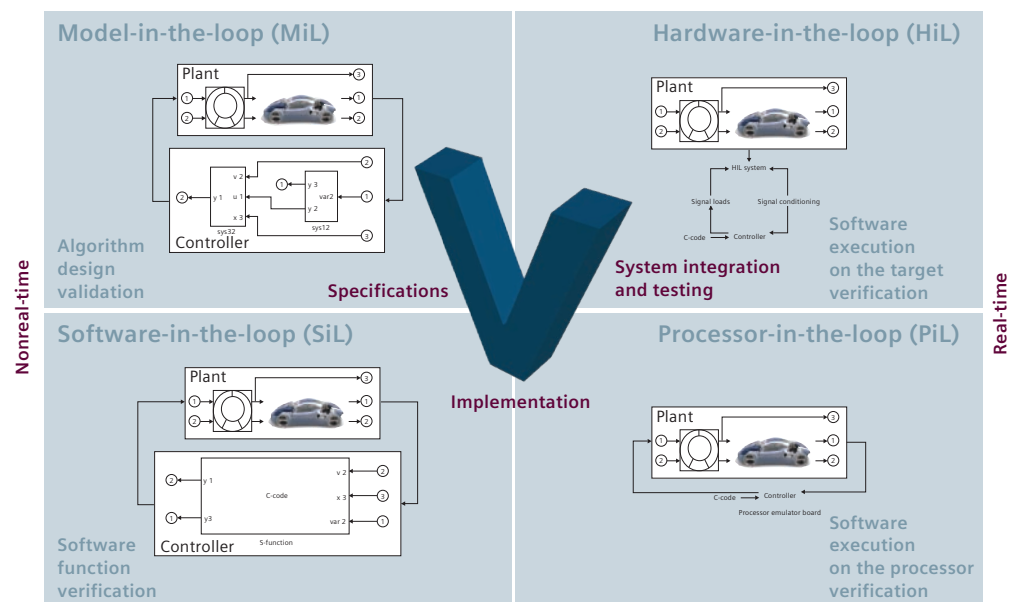 Nonreal-time
Model-in-the-loop (MiL)
Plant
3
1
1
2
2
v 2
2
y 3
1
2
y 1
u 1
var2
1
y 2
x 3
sys12
sys32
3
Controller
Algorithm
design
validation
Specifications
Hardware-in-the-loop (HiL)
Plant
3
1
1
2
2
HIL system
Signal loads
Signal conditioning
C-code
Controller
Software
execution
on the target
verification
System integration
and testing
Software-in-the-loop (SiL)
Plant
3
1
1
2
2
v 2
2
2
y 1
C-code
x 3
3
1
y3
var 2
1
S-function
Controller
Software
function
verification
Implementation
Processor-in-the-loop (PiL)
Plant
3
1
1
2
2
C-code
Controller
Processor emulator board
Software
execution
on the processor
verification
Real-time